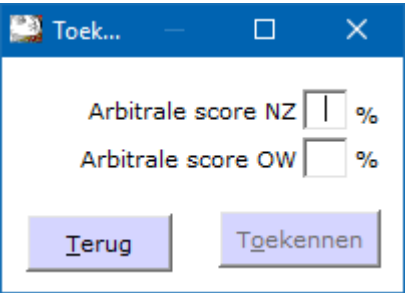 Toek...
Arbitrale score NZ %
Arbitrale score OW %
Terug Toekennen